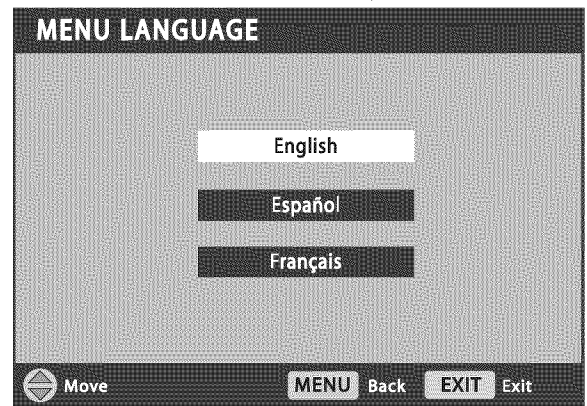 MENU LANGUAGE
English
Español
Français
Move MENU Back EXIT Exit